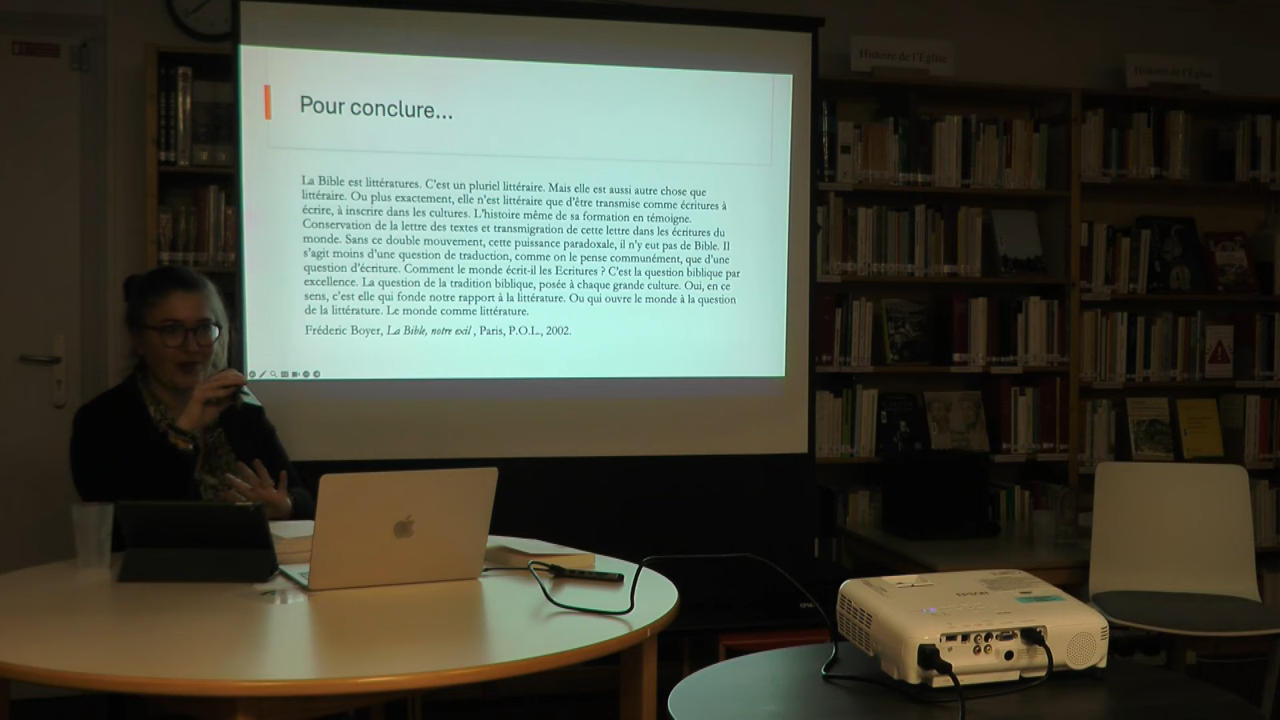 Histoire de l'Eglise
Histoire de l'Eglise
Pour conclure...
La Bible est littératures. C'est un pluriel littéraire. Mais elle est aussi autre chose que
littéraire. Ou plus exactement, elle n'est littéraire que d'être transmise comme écritures à
écrire, à inscrire dans les cultures. L'histoire même de sa formation en témoigne.
Conservation de la lettre des textes et transmigration de cette lettre dans les écritures du
monde. Sans ce double mouvement, cette puissance paradoxale, il n'y eut pas de Bible. Il
s'agit moins d'une question de traduction, comme on le pense communément, que d'une
question d'écriture. Comment le monde écrit-il les Ecritures ? C'est la question biblique par
excellence. La question de la tradition biblique, posée à chaque grande culture. Oui, en ce
sens, c'est elle qui fonde notre rapport à la littérature. Ou qui ouvre le monde à la question
de la littérature. Le monde comme littérature.
Fréderic Boyer, La Bible, notre exil , Paris, P.O.L., 2002.
EPSON